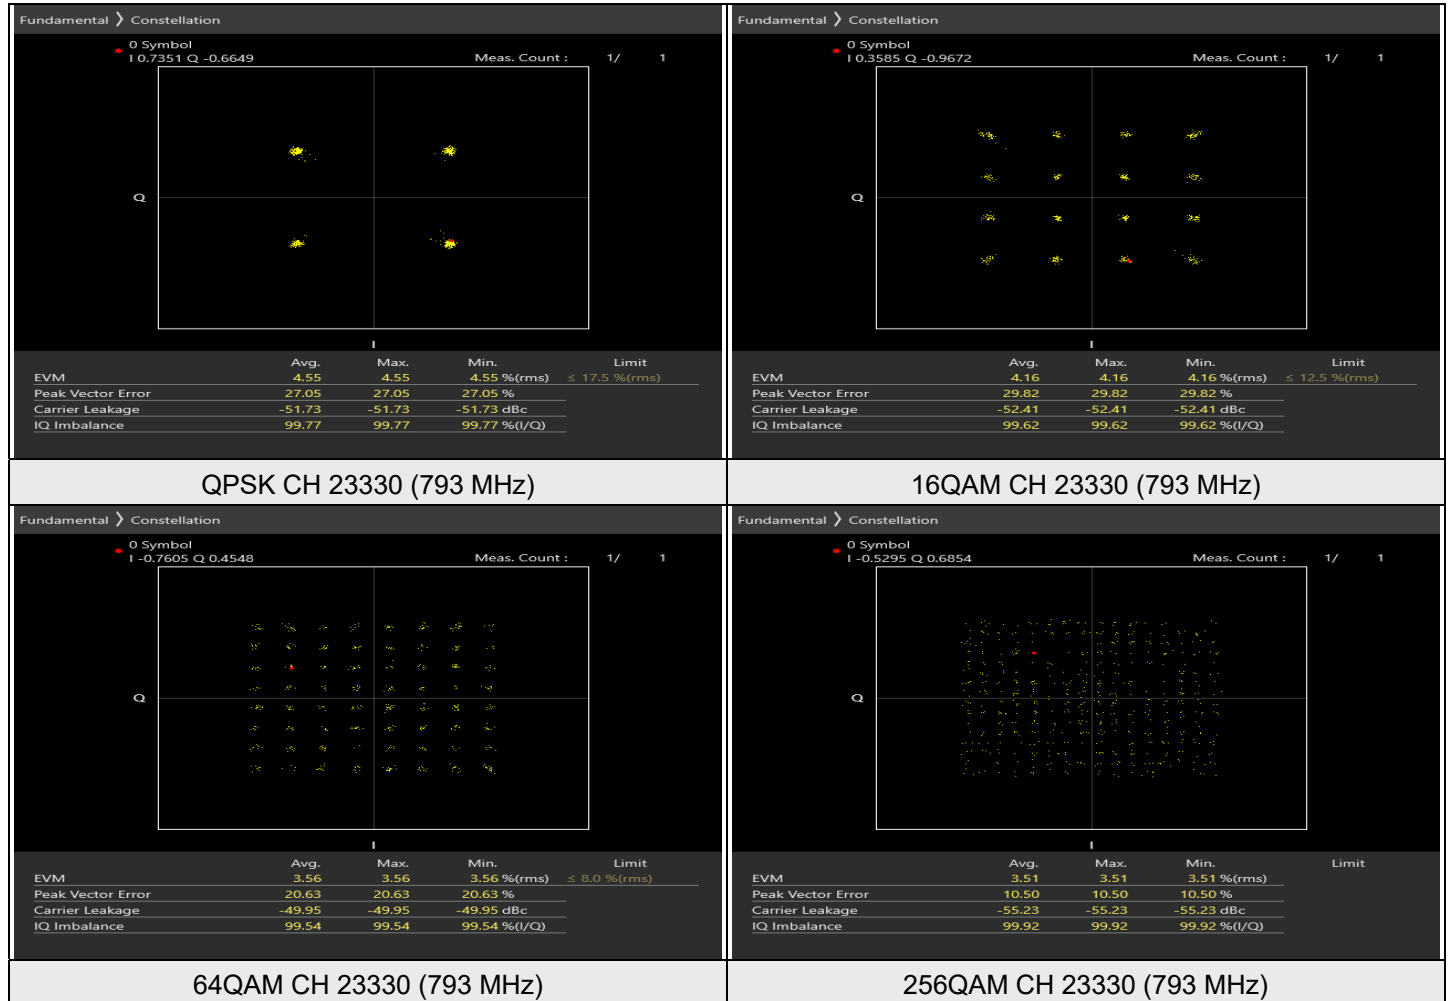 Fundamental ❯ Constellation
0 Symbol
I 0.7351 Q -0.6649 Meas. Count : 1/ 1
Q
I
Avg. Max. Min. Limit
EVM 4.55 4.55 4.55 %(rms) ≤ 17.5 %(rms)
Peak Vector Error 27.05 27.05 27.05 %
Carrier Leakage -51.73 -51.73 -51.73 dBc
IQ Imbalance 99.77 99.77 99.77 %(I/Q)
QPSK CH 23330 (793 MHz)
Fundamental ❯ Constellation
0 Symbol
I 0.3585 Q -0.9672 Meas. Count : 1/ 1
Q
I
Avg. Max. Min. Limit
EVM 4.16 4.16 4.16 %(rms) ≤ 12.5 %(rms)
Peak Vector Error 29.82 29.82 29.82 %
Carrier Leakage -52.41 -52.41 -52.41 dBc
IQ Imbalance 99.62 99.62 99.62 %(I/Q)
16QAM CH 23330 (793 MHz)
Fundamental ❯ Constellation
0 Symbol
I -0.7605 Q 0.4548 Meas. Count : 1/ 1
Q
I
Avg. Max. Min. Limit
EVM 3.56 3.56 3.56 %(rms) ≤ 8.0 %(rms)
Peak Vector Error 20.63 20.63 20.63 %
Carrier Leakage -49.95 -49.95 -49.95 dBc
IQ Imbalance 99.54 99.54 99.54 %(I/Q)
64QAM CH 23330 (793 MHz)
Fundamental ❯ Constellation
0 Symbol
I -0.5295 Q 0.6854 Meas. Count : 1/ 1
Q
I
Avg. Max. Min. Limit
EVM 3.51 3.51 3.51 %(rms)
Peak Vector Error 10.50 10.50 10.50 %
Carrier Leakage -55.23 -55.23 -55.23 dBc
IQ Imbalance 99.92 99.92 99.92 %(I/Q)
256QAM CH 23330 (793 MHz)